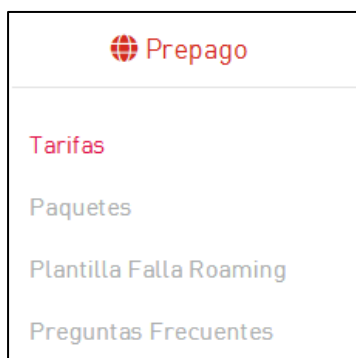 Prepago
Tarifas
Paquetes
Plantilla Falla Roaming
Preguntas Frecuentes